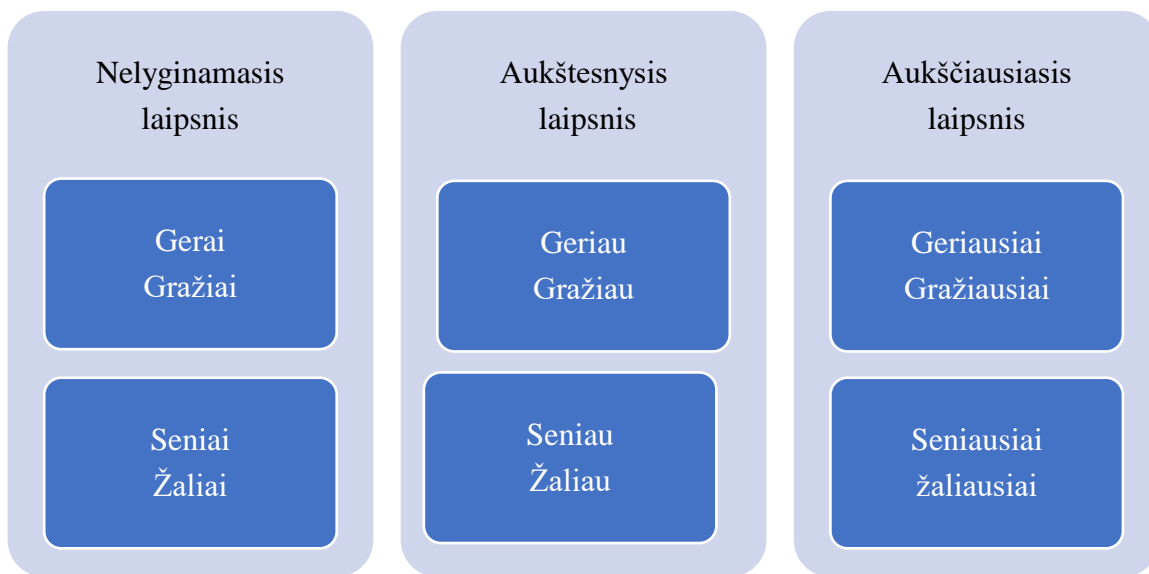 Nelyginamasis
laipsnis
Gerai
Gražiai
Seniai
Žaliai
Aukštesnysis
laipsnis
Geriau
Gražiau
Seniau
Žaliau
Aukščiausiasis
laipsnis
Geriausiai
Gražiausiai
Seniausiai
žaliausiai